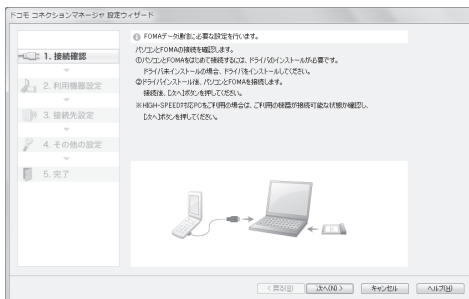 ドコモ コネクションマネージャ 設定ウィザード
FOMAデータ通信に必要な設定を行います。
1. 接続確認
2. 利用機器設定
3. 接続先設定
4. その他の設定
5. 完了
パソコンとFOMAの接続を確認します。
①パソコンとFOMAをはじめて接続するには、ドライバのインストールが必要です。
ドライバ未インストールの場合、ドライバをインストールしてください。
②ドライバインストール後、パソコンとFOMAを接続します。
接続後、[次へ]ボタンを押してください。
※HIGH-SPEED対応PCをご利用の場合は、ご利用の機器が接続可能な状態か確認し、
[次へ]ボタンを押してください。
< 戻る(B)
次へ(N) >
キャンセル
ヘルプ(H)